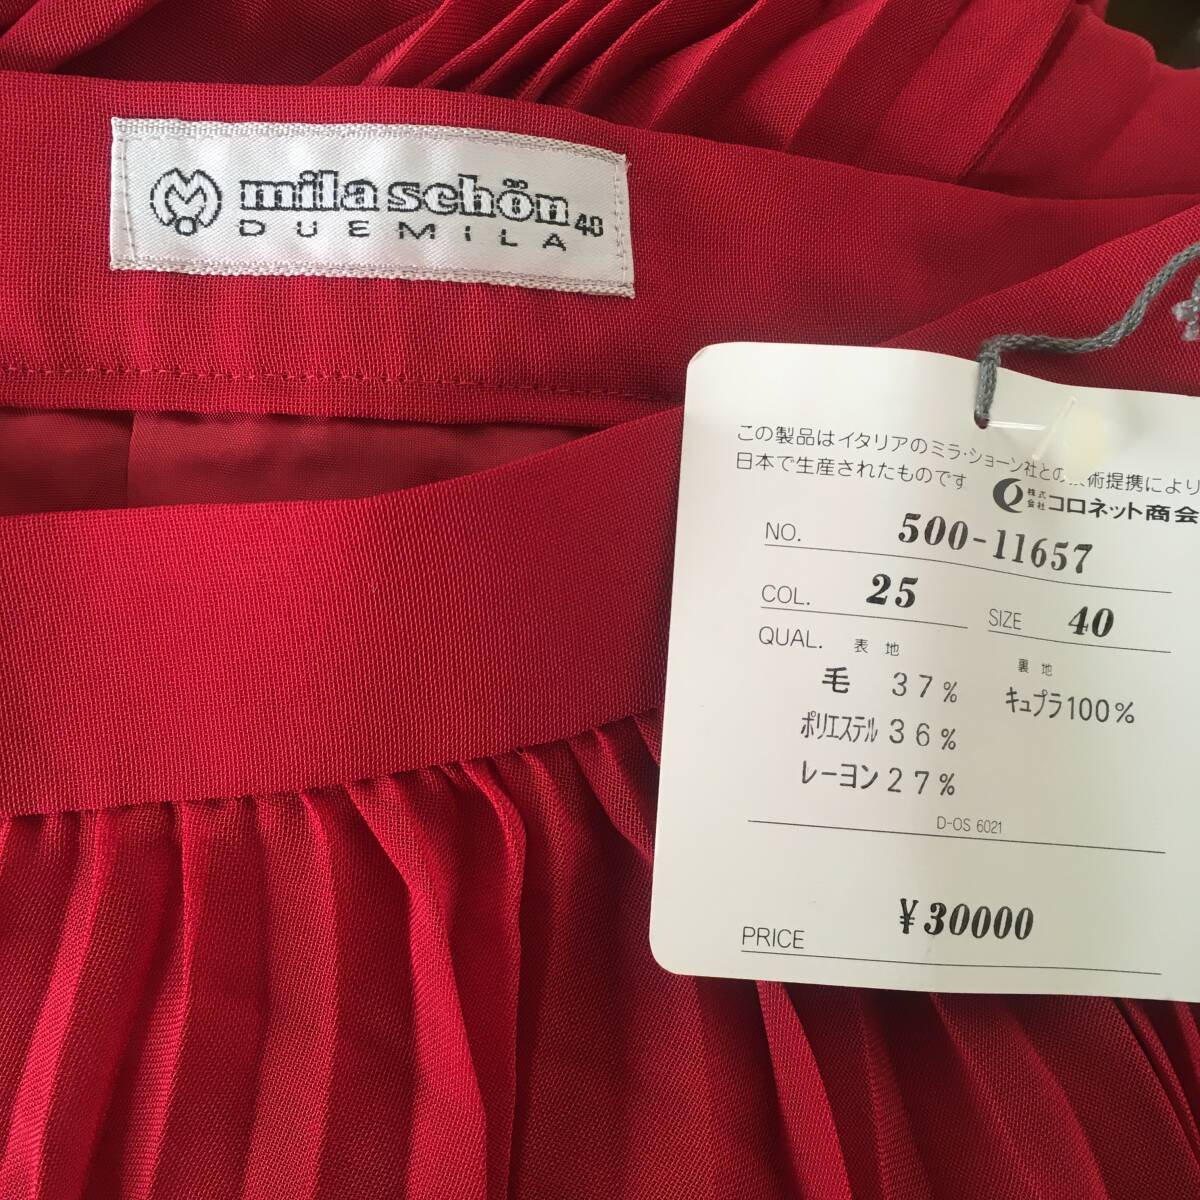 mila schön 40
DUEMILA
この製品はイタリアのミラ・ショーン社との技術提携により
日本で生産されたものです
株式会社 コロネット商会
NO. 500-11657
COL. 25 SIZE 40
QUAL. 表地 裏地
毛 37% キュプラ100%
ポリエステル 36%
レーヨン 27%
D-OS 6021
PRICE ¥30000